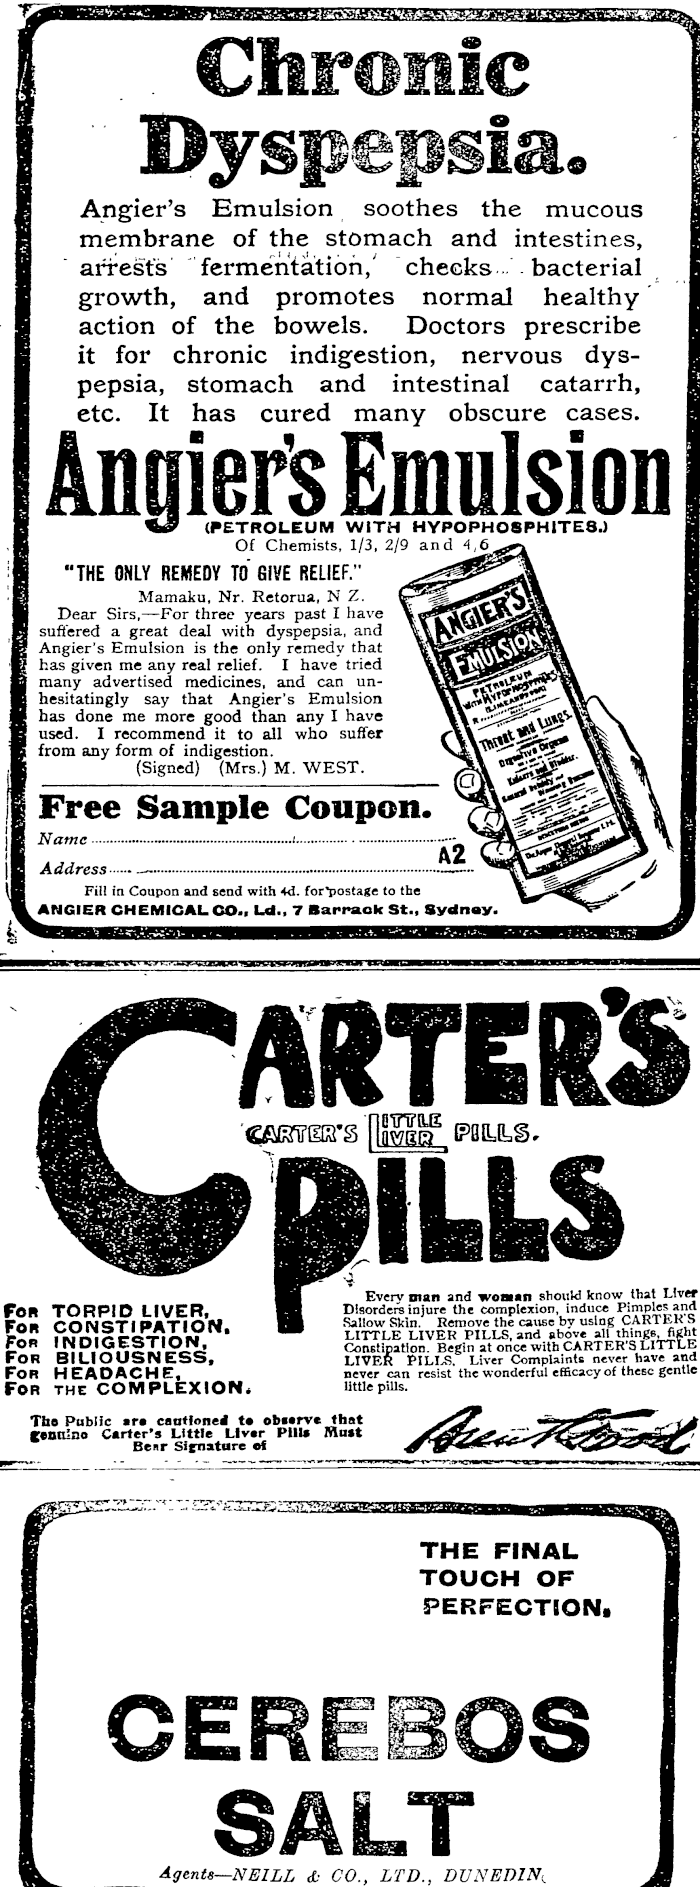 Chronic
Dyspepsia.
Angier's Emulsion soothes the mucous
membrane of the stomach and intestines,
arrests fermentation, checks bacterial
growth, and promotes normal healthy
action of the bowels. Doctors prescribe
it for chronic indigestion, nervous dys-
pepsia, stomach and intestinal catarrh,
etc. It has cured many obscure cases.
Angier's Emulsion
(PETROLEUM WITH HYPOPHOSPHITES.)
Of Chemists, 1/3, 2/9 and 4/6
"THE ONLY REMEDY TO GIVE RELIEF."
Mamaku, Nr. Retorua, N Z.
Dear Sirs,—For three years past I have
suffered a great deal with dyspepsia, and
Angier's Emulsion is the only remedy that
has given me any real relief. I have tried
many advertised medicines, and can un-
hesitatingly say that Angier's Emulsion
has done me more good than any I have
used. I recommend it to all who suffer
from any form of indigestion.
(Signed) (Mrs.) M. WEST.
ANGIER'S
EMULSION
PETROLEUM
WITH HYPOPHOSPHITES
Throat and Lungs.
Digestive Organs
Kidneys and Bladder.
General Debility
Wasting Diseases
Free Sample Coupon.
Name
Address
A2
Fill in Coupon and send with 4d. for postage to the
ANGIER CHEMICAL CO., Ld., 7 Barrack St., Sydney.
CARTER'S
CARTER'S LITTLE LIVER PILLS.
PILLS
FOR TORPID LIVER,
FOR CONSTIPATION,
FOR INDIGESTION,
FOR BILIOUSNESS,
FOR HEADACHE,
FOR THE COMPLEXION.
Every man and woman should know that Liver
Disorders injure the complexion, induce Pimples and
Sallow Skin. Remove the cause by using CARTER'S
LITTLE LIVER PILLS, and above all things, fight
Constipation. Begin at once with CARTER'S LITTLE
LIVER PILLS. Liver Complaints never have and
never can resist the wonderful efficacy of these gentle
little pills.
The Public are cautioned to observe that
genuine Carter's Little Liver Pills Must
Bear Signature of
Brent Good
THE FINAL
TOUCH OF
PERFECTION.
CEREBOS
SALT
Agents—NEILL & CO., LTD., DUNEDIN